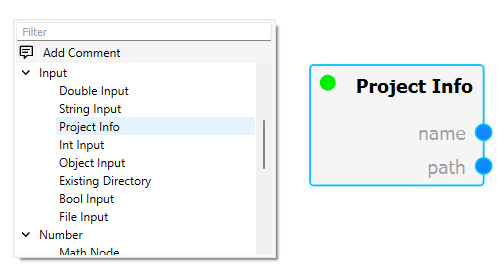 Filter
Add Comment
Input
Double Input
String Input
Project Info
Int Input
Object Input
Existing Directory
Bool Input
File Input
Number
Math Node
Project Info
name
path